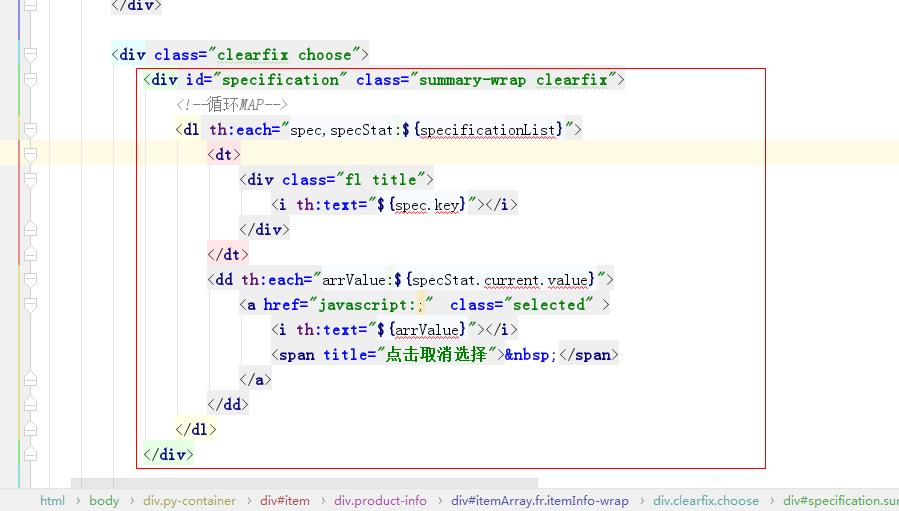 </div>
<div class="clearfix choose">
<div id="specification" class="summary-wrap clearfix">
<!--循环MAP-->
<dl th:each="spec,specStat:${specificationList}">
<dt>
<div class="fl title">
<i th:text="${spec.key}"></i>
</div>
</dt>
<dd th:each="arrValue:${specStat.current.value}">
<a href="javascript:;" class="selected" >
<i th:text="${arrValue}"></i>
<span title="点击取消选择">&nbsp;</span>
</a>
</dd>
</dl>
</div>
html › body › div.py-container › div#item › div.product-info › div#itemArray.fr.itemInfo-wrap › div.clearfix.choose › div#specification.su